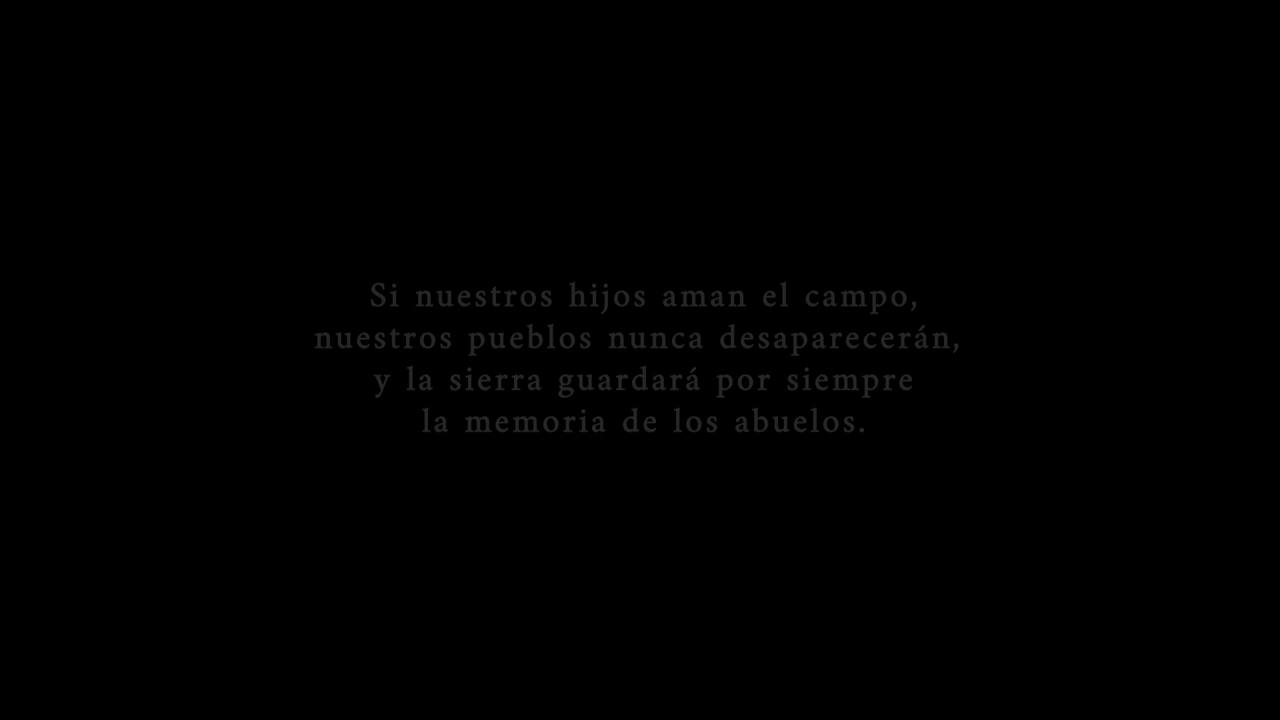 Si nuestros hijos aman el campo,
nuestros pueblos nunca desaparecerán,
y la sierra guardará por siempre
la memoria de los abuelos.